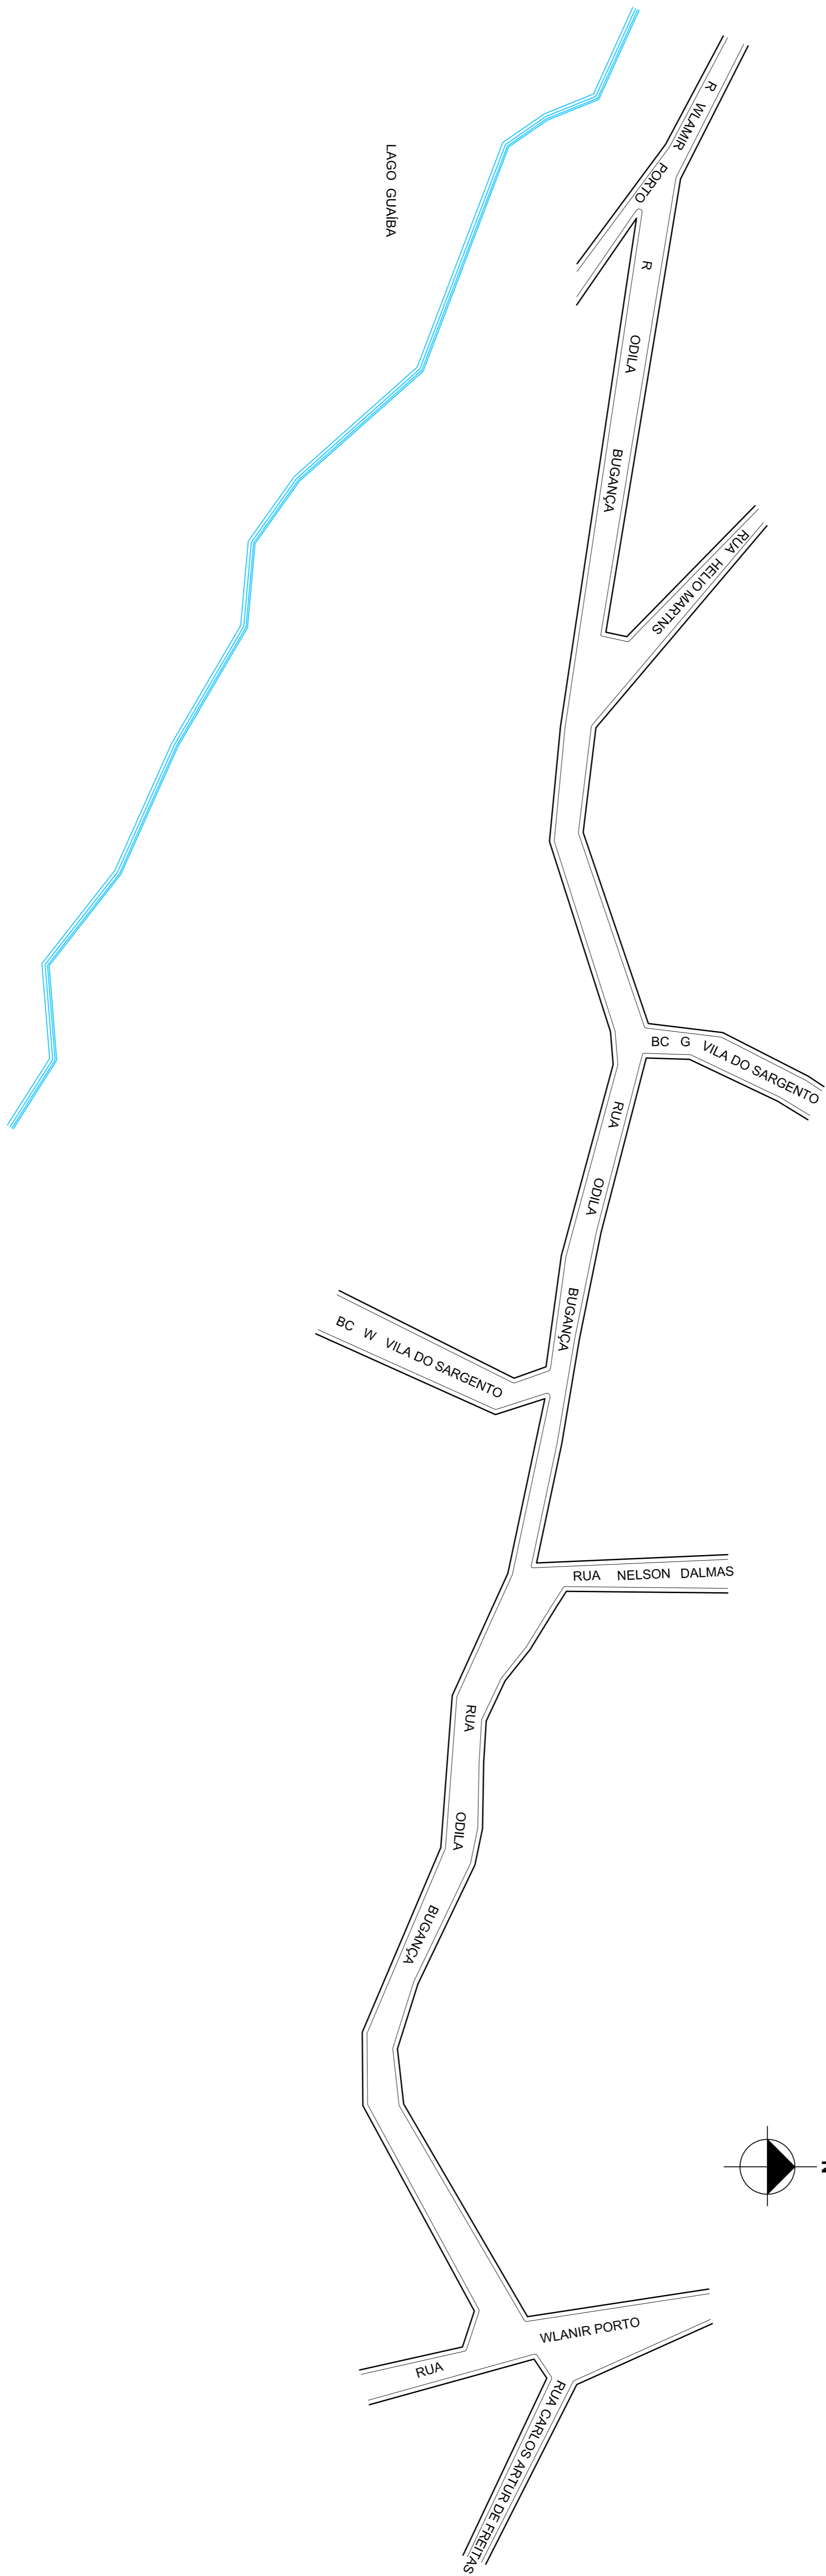 R WLAMIR
PORTO
LAGO GUAÍBA
R ODILA BUGANÇA
RUA HELIO MARTNS
BC G VILA DO SARGENTO
RUA ODILA BUGANÇA
BC W VILA DO SARGENTO
RUA NELSON DALMAS
RUA ODILA BUGANÇA
N
WLANIR PORTO
RUA
RUA CARLOS ARTUR DE FREITAS